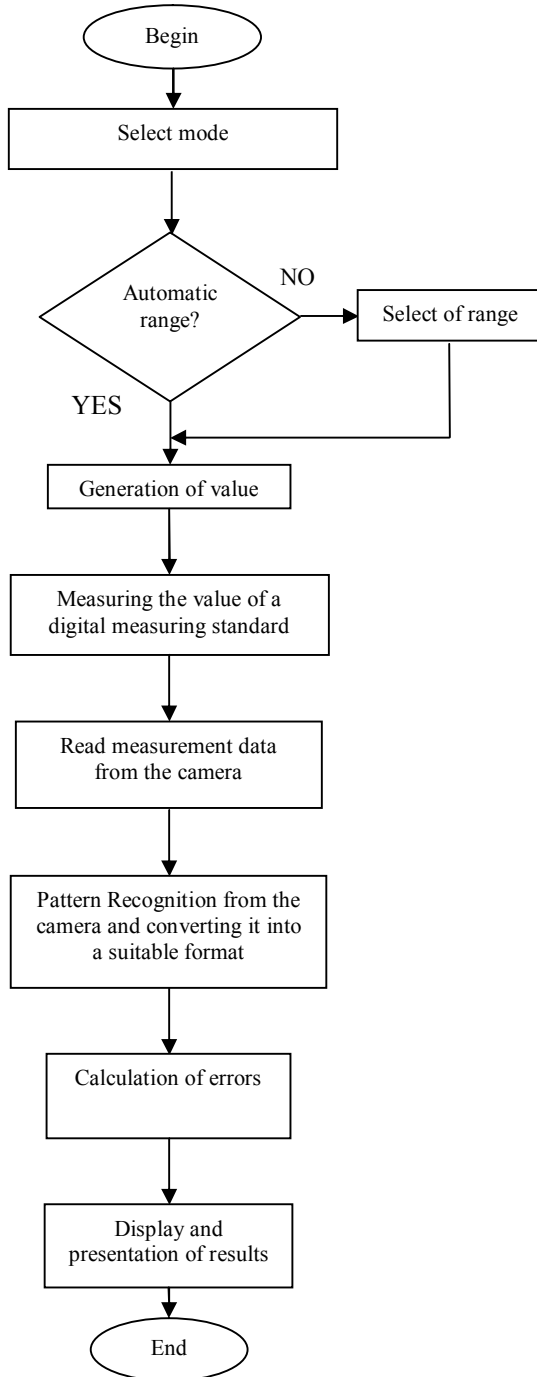 Begin
Select mode
Automatic
range?
NO
Select of range
YES
Generation of value
Measuring the value of a
digital measuring standard
Read measurement data
from the camera
Pattern Recognition from the
camera and converting it into
a suitable format
Calculation of errors
Display and
presentation of results
End